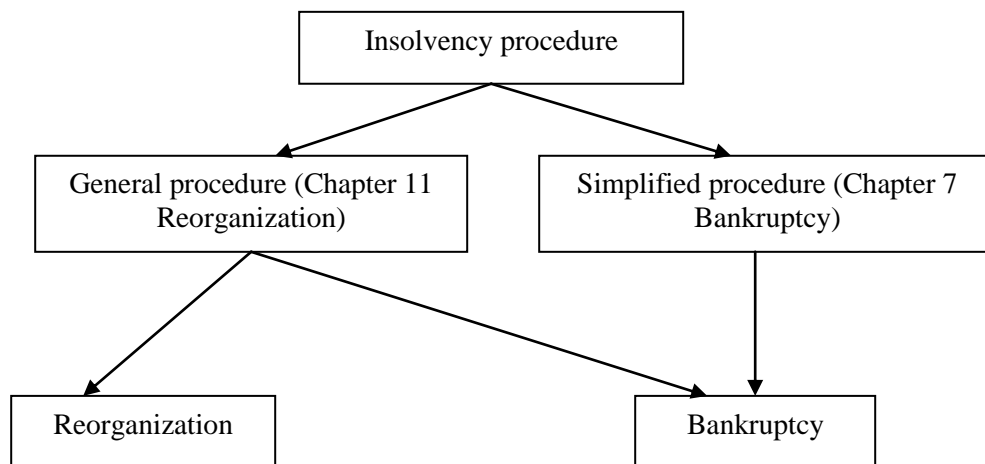 Insolvency procedure
General procedure (Chapter 11
Reorganization)
Simplified procedure (Chapter 7
Bankruptcy)
Reorganization
Bankruptcy